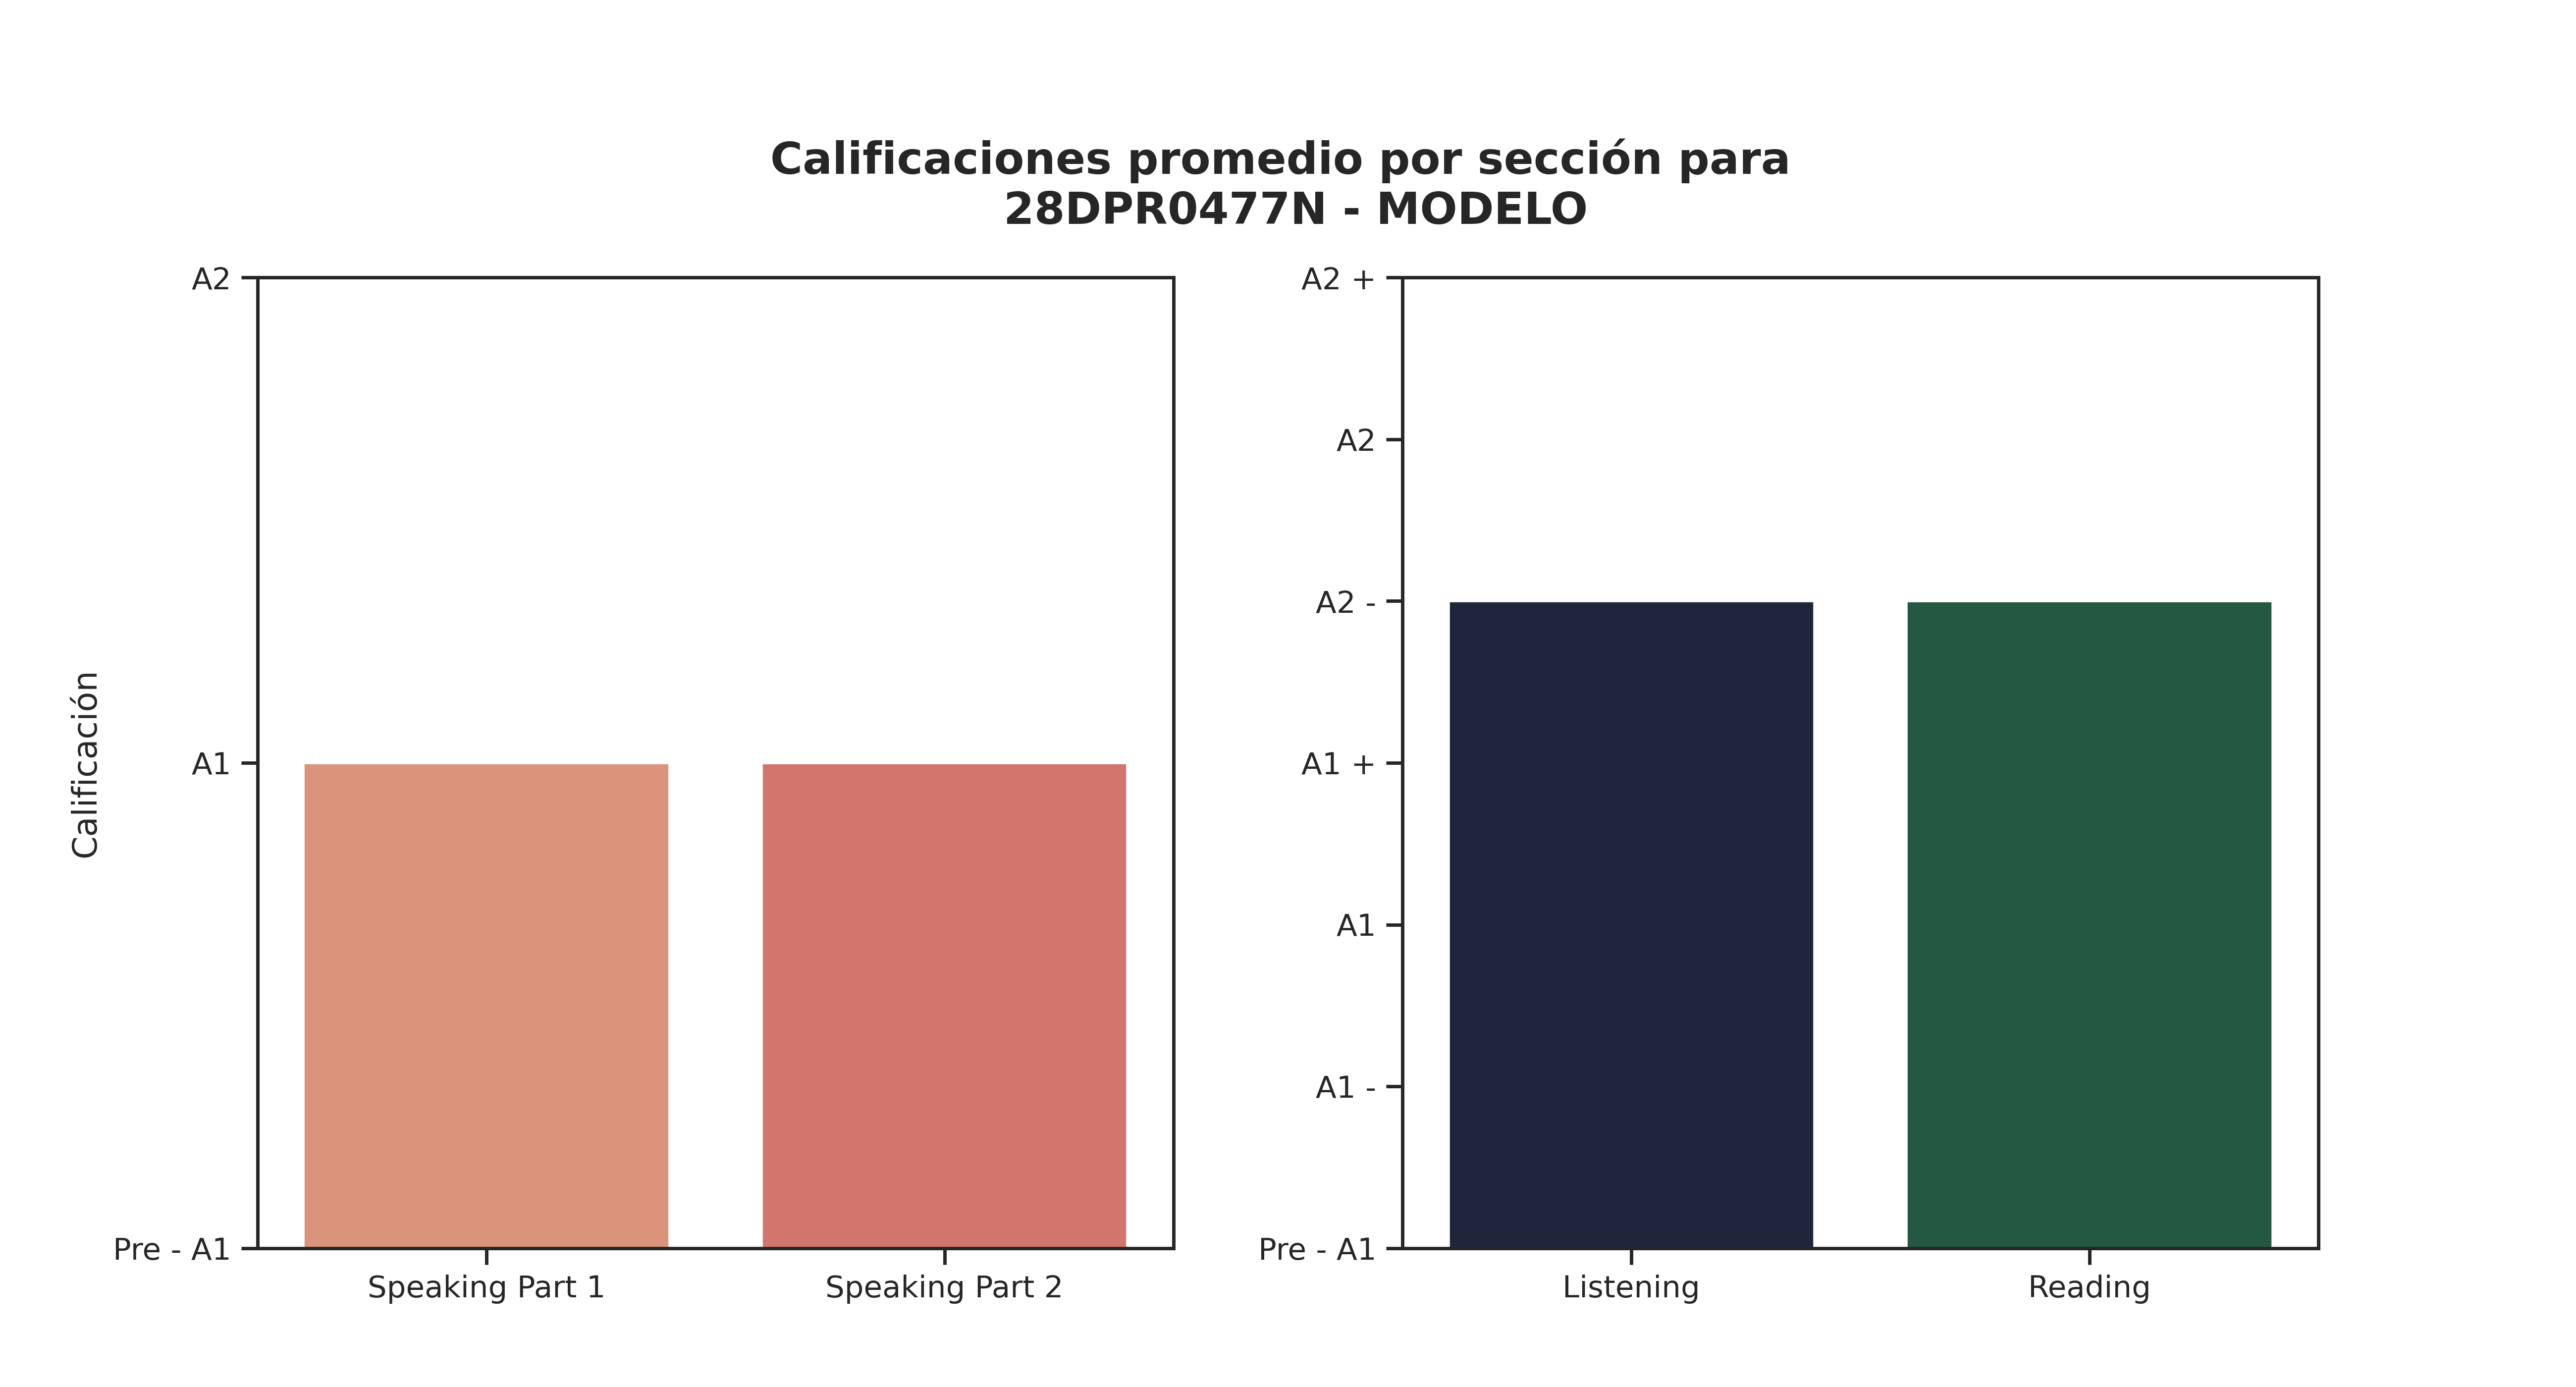 Calificaciones promedio por sección para
28DPR0477N - MODELO
Calificación
A2
A1
Pre - A1
Speaking Part 1
Speaking Part 2
A2 +
A2
A2 -
A1 +
A1
A1 -
Pre - A1
Listening
Reading